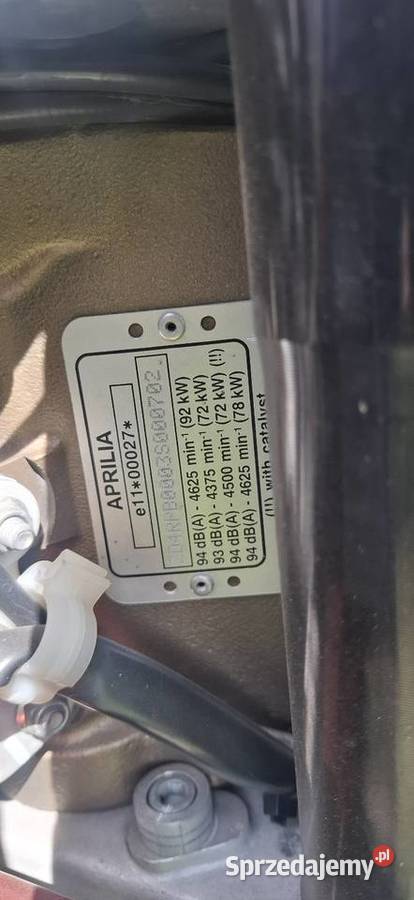 APRILIA
e11*00027*
ZD4RPB0003S000702
94 dB(A) - 4625 min⁻¹ (92 kW)
93 dB(A) - 4375 min⁻¹ (72 kW)
94 dB(A) - 4500 min⁻¹ (72 kW) (!!)
94 dB(A) - 4625 min⁻¹ (78 kW)
(!!) with catalyst
Sprzedajemy.pl